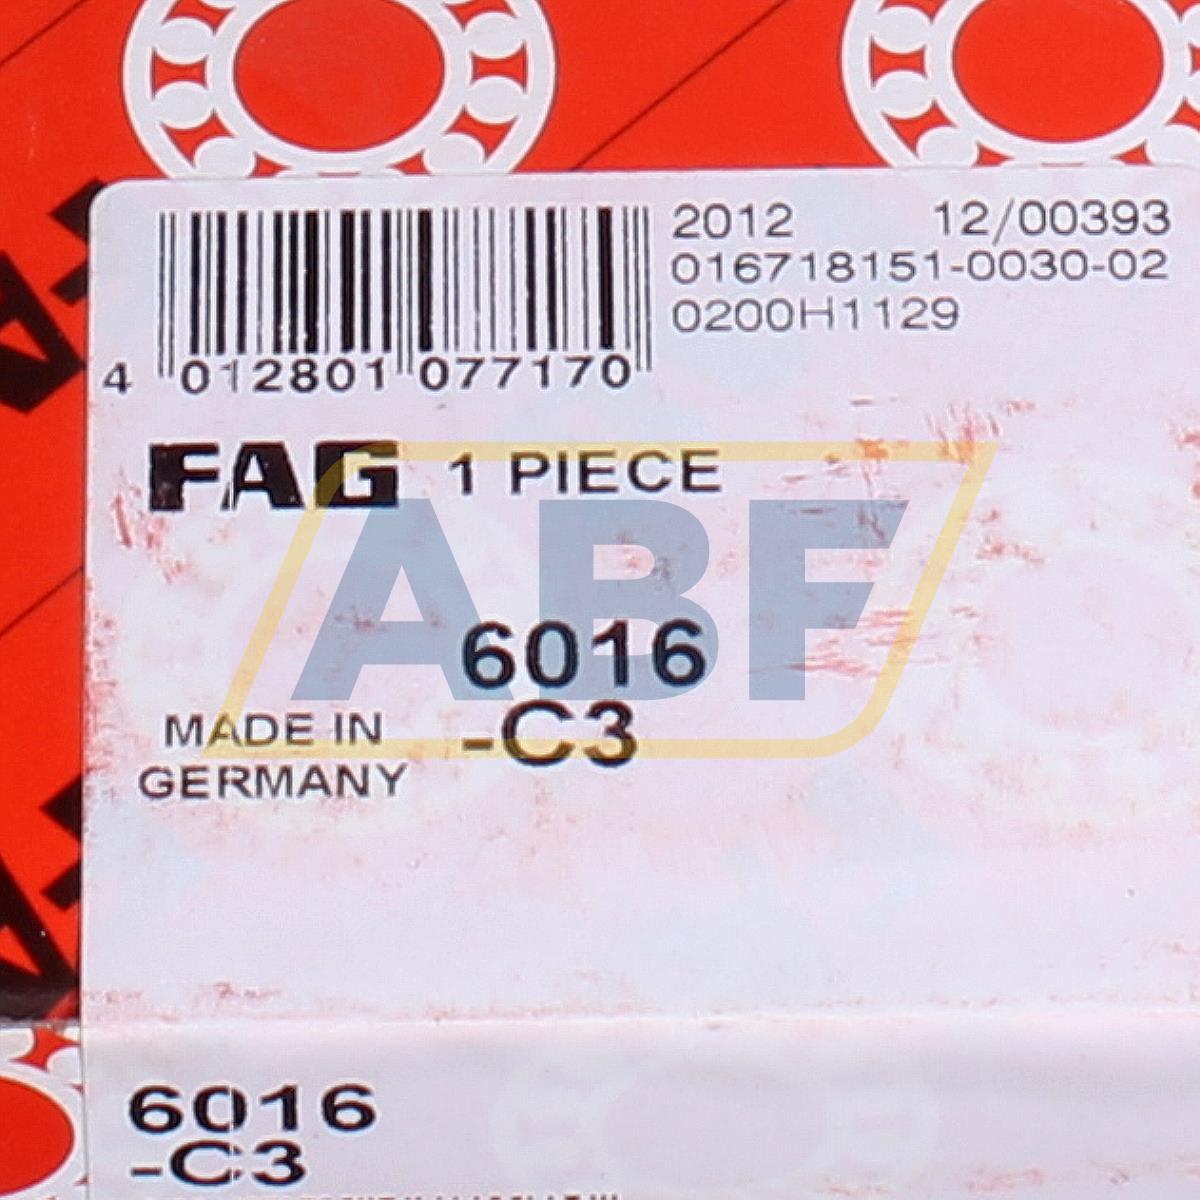 2012 12/00393
016718151-0030-02
0200H1129
4 012801 077170
FAG 1 PIECE
ABF
6016
-C3
MADE IN
GERMANY
6016
-C3